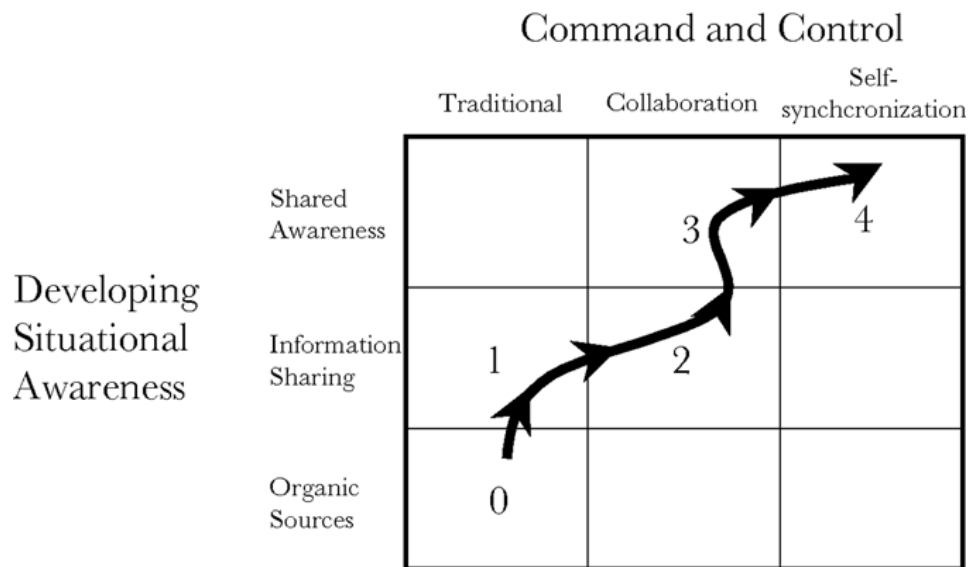 Command and Control
Traditional
Collaboration
Self-
synchcronization
Shared
Awareness
3
4
Developing
Situational
Awareness
Information
Sharing
1
2
Organic
Sources
0